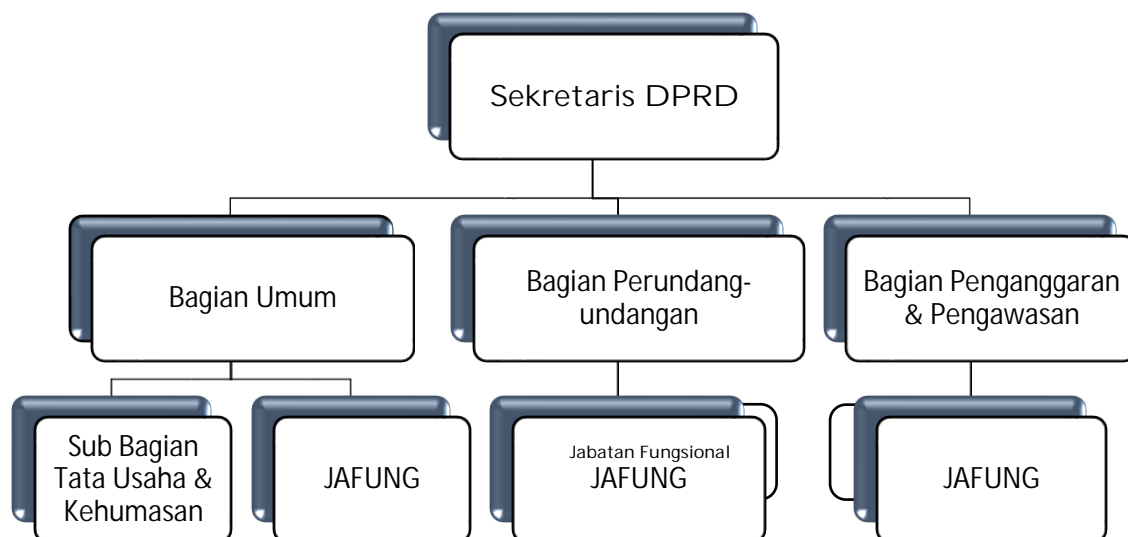 Sekretaris DPRD
Bagian Umum
Bagian Perundang-
undangan
Bagian Penganggaran
& Pengawasan
Sub Bagian
Tata Usaha &
Kehumasan
JAFUNG
Jabatan Fungsional
JAFUNG
JAFUNG